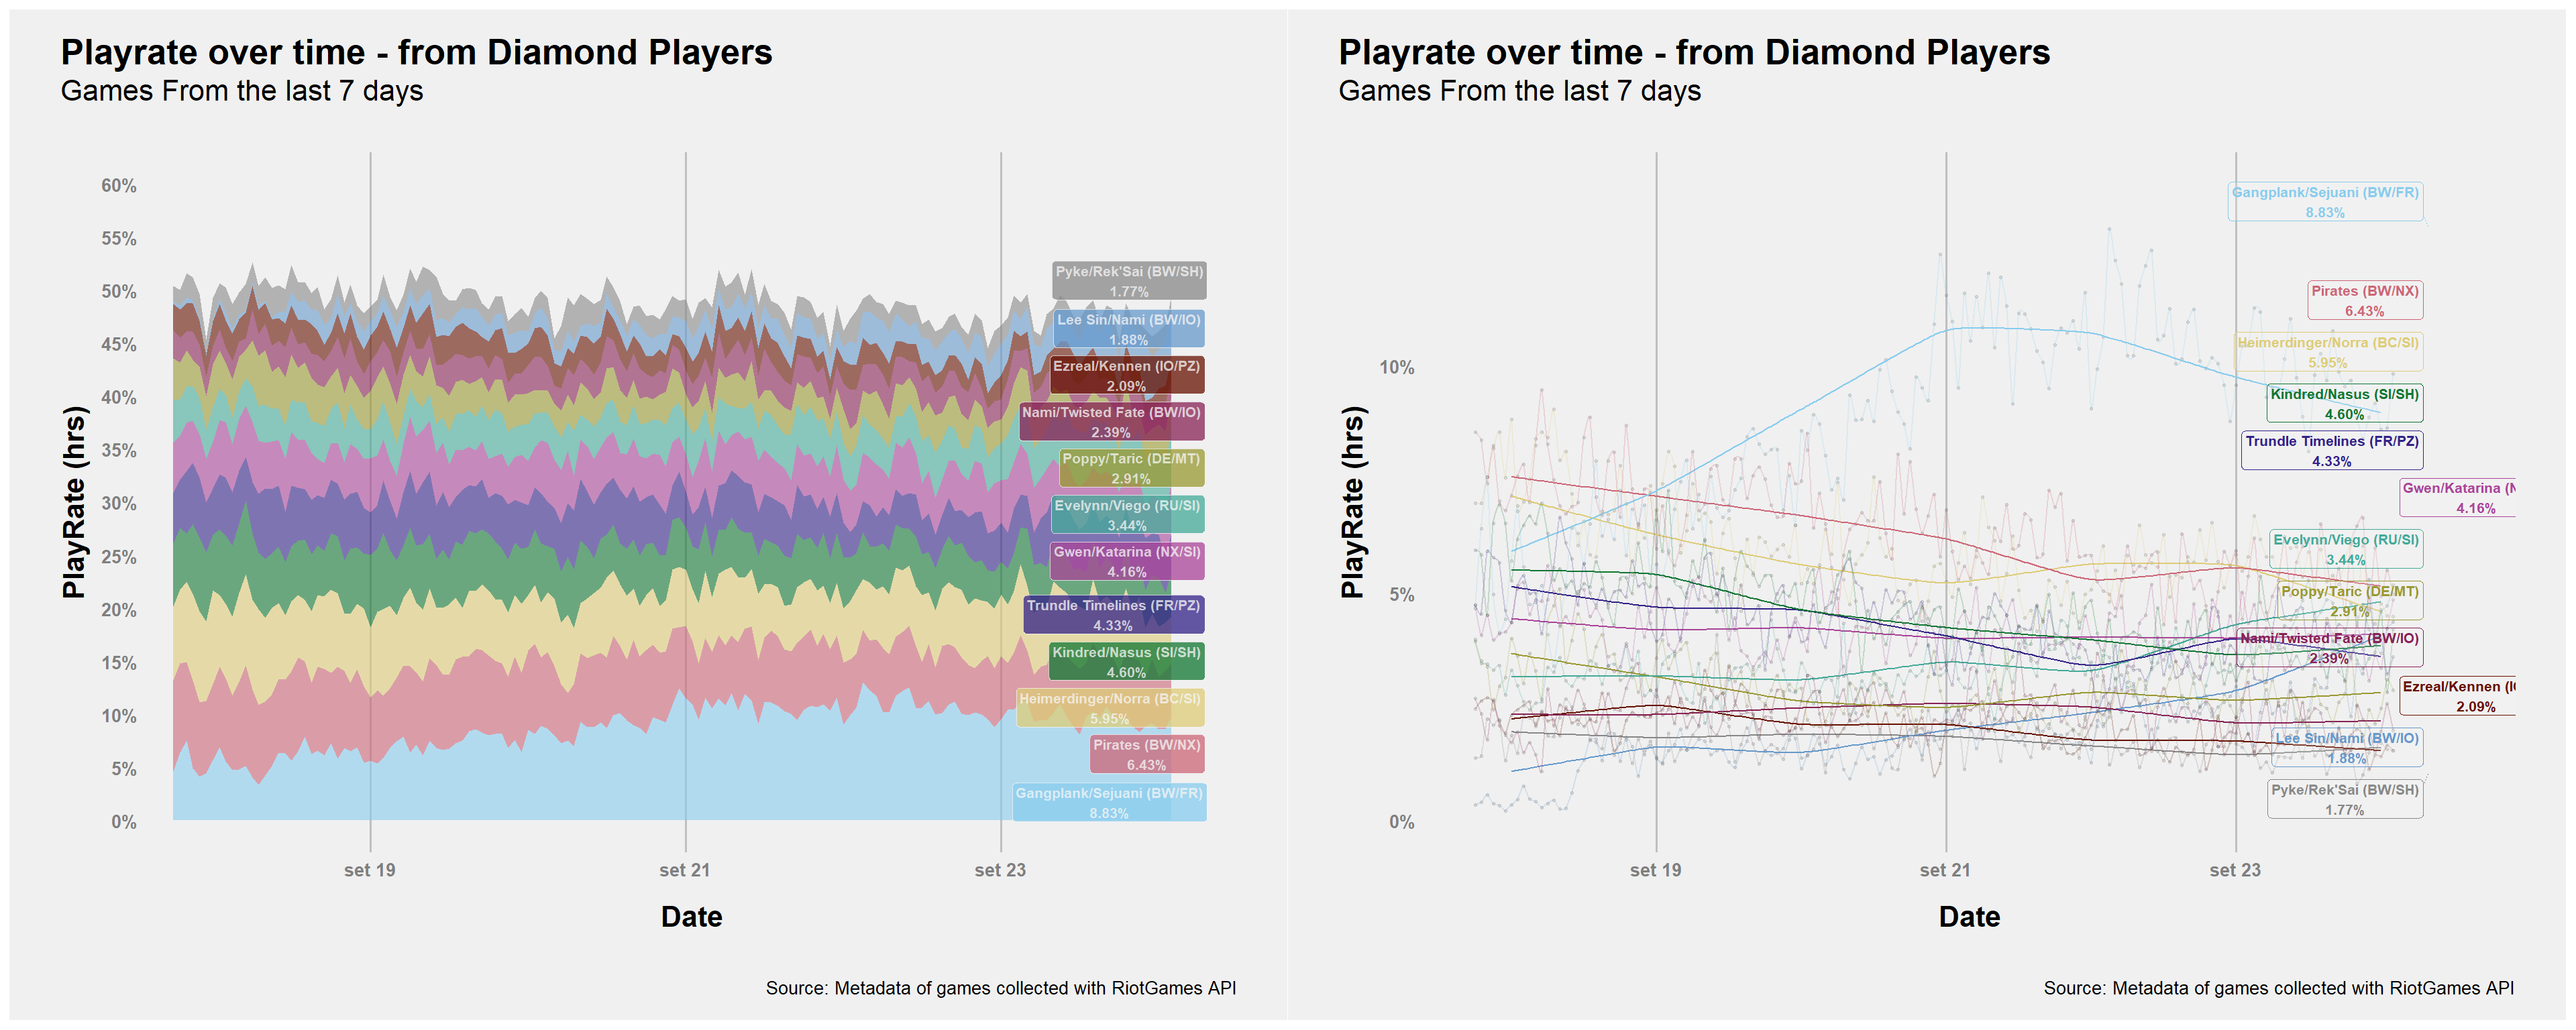 Playrate over time - from Diamond Players
Games From the last 7 days
PlayRate (hrs)
60%
55%
50%
45%
40%
35%
30%
25%
20%
15%
10%
5%
0%
Pyke/Rek'Sai (BW/SH)
1.77%
Lee Sin/Nami (BW/IO)
1.88%
Ezreal/Kennen (IO/PZ)
2.09%
Nami/Twisted Fate (BW/IO)
2.39%
Poppy/Taric (DE/MT)
2.91%
Evelynn/Viego (RU/SI)
3.44%
Gwen/Katarina (NX/SI)
4.16%
Trundle Timelines (FR/PZ)
4.33%
Kindred/Nasus (SI/SH)
4.60%
Heimerdinger/Norra (BC/SI)
5.95%
Pirates (BW/NX)
6.43%
Gangplank/Sejuani (BW/FR)
8.83%
set 19
set 21
set 23
Date
Source: Metadata of games collected with RiotGames API
Playrate over time - from Diamond Players
Games From the last 7 days
PlayRate (hrs)
10%
5%
0%
Gangplank/Sejuani (BW/FR)
8.83%
Pirates (BW/NX)
6.43%
Heimerdinger/Norra (BC/SI)
5.95%
Kindred/Nasus (SI/SH)
4.60%
Trundle Timelines (FR/PZ)
4.33%
Gwen/Katarina (N
4.16%
Evelynn/Viego (RU/SI)
3.44%
Poppy/Taric (DE/MT)
2.91%
Nami/Twisted Fate (BW/IO)
2.39%
Ezreal/Kennen (I
2.09%
Lee Sin/Nami (BW/IO)
1.88%
Pyke/Rek'Sai (BW/SH)
1.77%
set 19
set 21
set 23
Date
Source: Metadata of games collected with RiotGames API